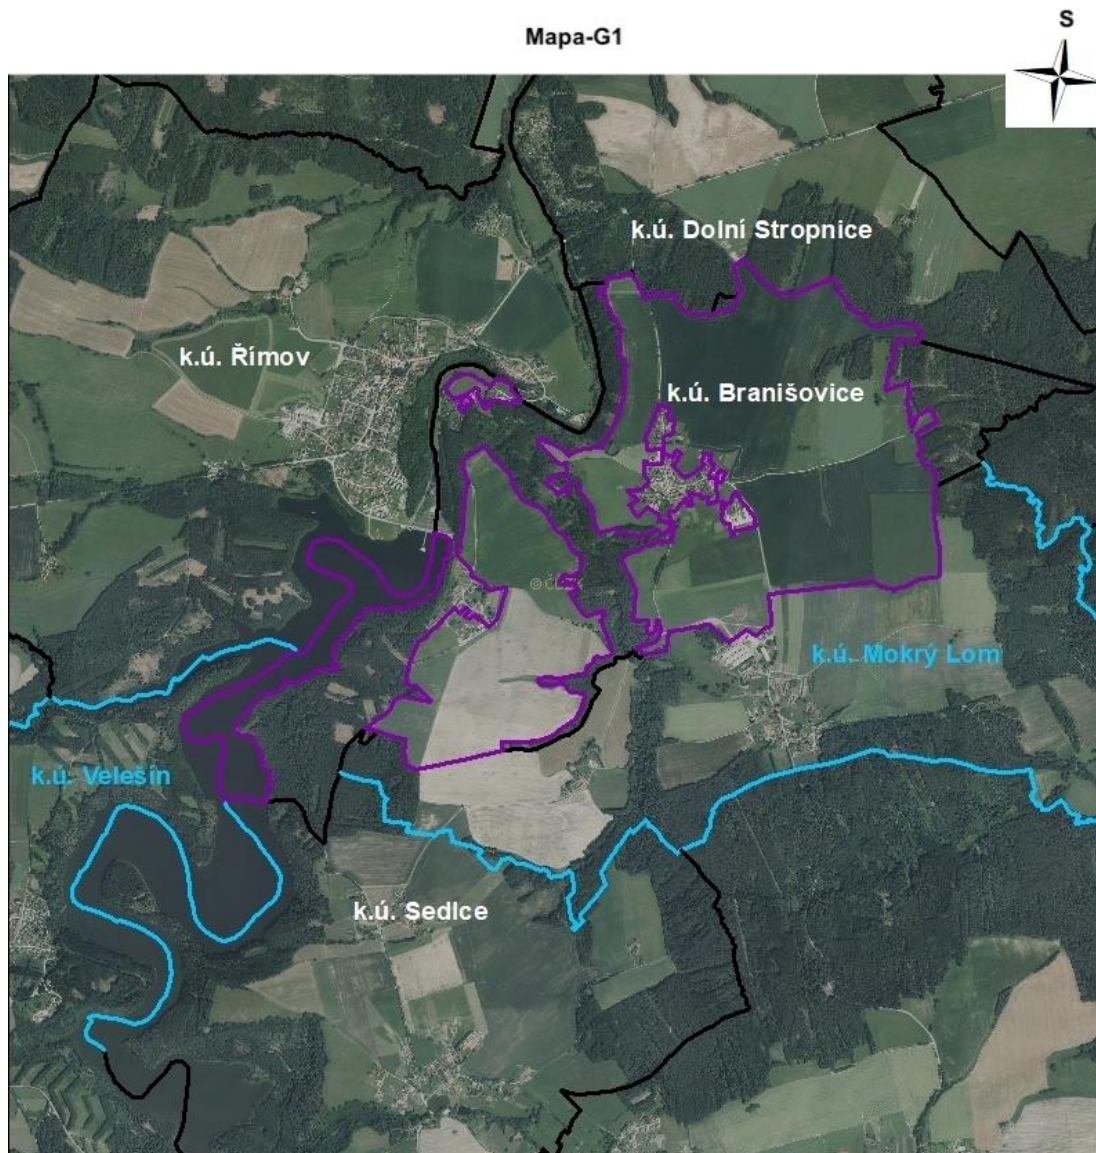 Mapa-G1
S
k.ú. Dolní Stropnice
k.ú. Římov
k.ú. Branišovice
k.ú. Mokrý Lom
k.ú. Velešín
k.ú. Sedlce